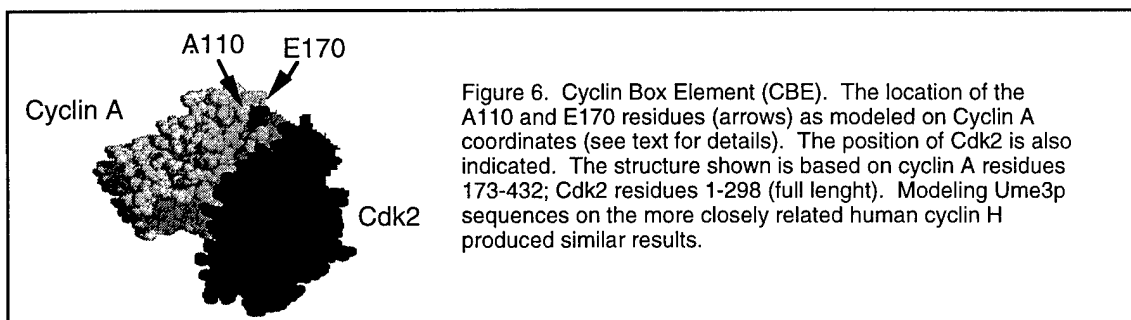 A110 E170
Cyclin A
Cdk2
Figure 6. Cyclin Box Element (CBE). The location of the
A110 and E170 residues (arrows) as modeled on Cyclin A
coordinates (see text for details). The position of Cdk2 is also
indicated. The structure shown is based on cyclin A residues
173-432; Cdk2 residues 1-298 (full lenght). Modeling Ume3p
sequences on the more closely related human cyclin H
produced similar results.